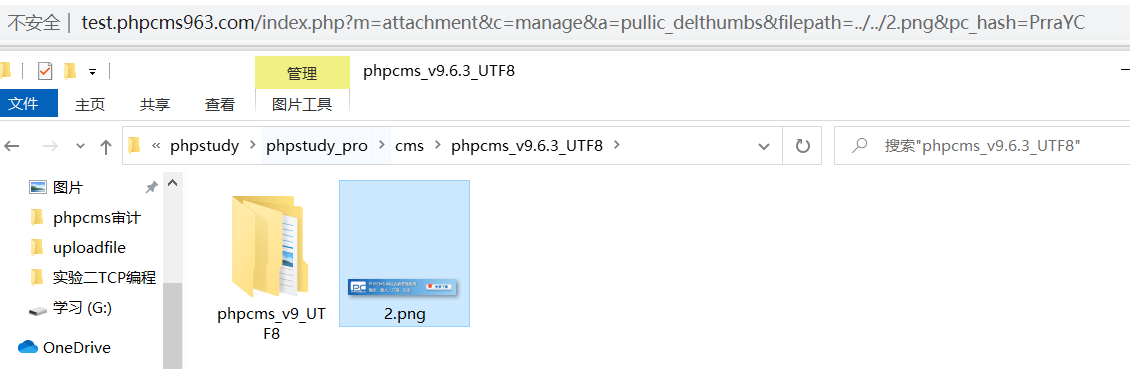 不安全 | test.phpcms963.com/index.php?m=attachment&c=manage&a=pullic_delthumbs&filepath=../../2.png&pc_hash=PrraYC
管理
phpcms_v9.6.3_UTF8
文件
主页
共享
查看
图片工具
« phpstudy > phpstudy_pro > cms > phpcms_v9.6.3_UTF8 >
搜索"phpcms_v9.6.3_UTF8"
图片
phpcms审计
uploadfile
实验二TCP编程
学习 (G:)
OneDrive
phpcms_v9_UT
F8
2.png